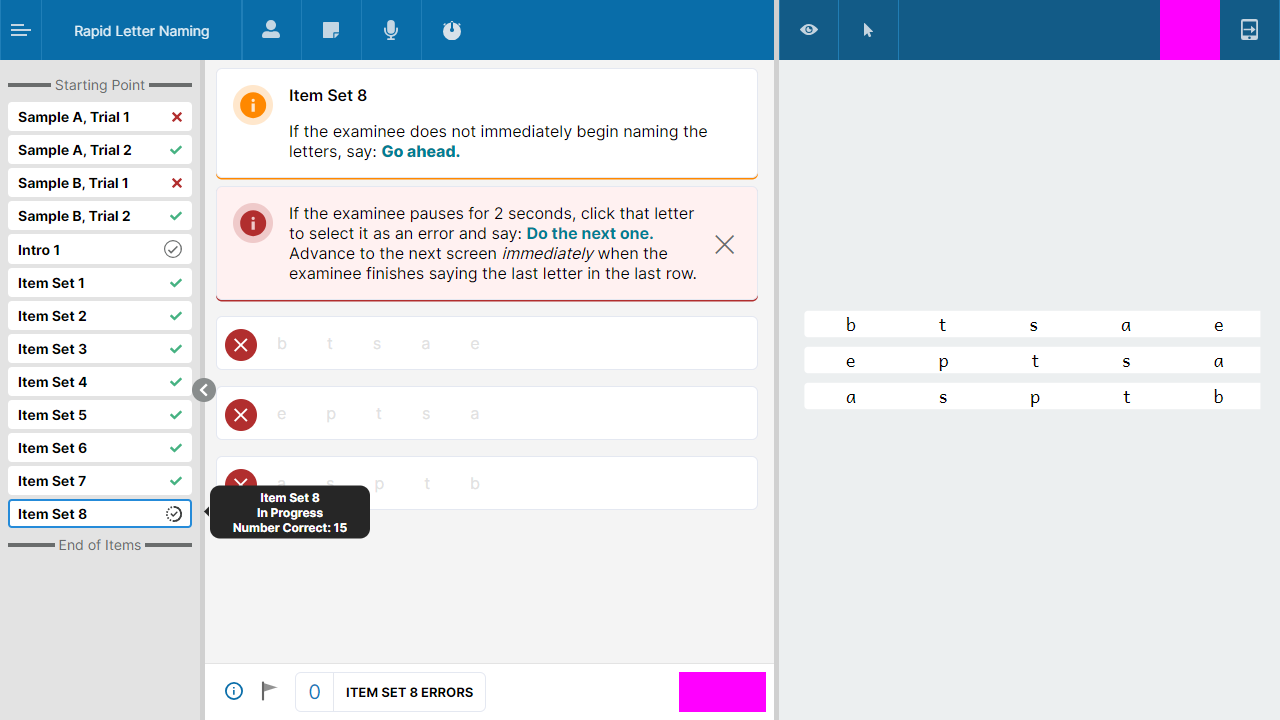 Rapid Letter Naming
Starting Point
Sample A, Trial 1
Sample A, Trial 2
Sample B, Trial 1
Sample B, Trial 2
Intro 1
Item Set 1
Item Set 2
Item Set 3
Item Set 4
Item Set 5
Item Set 6
Item Set 7
Item Set 8
End of Items
Item Set 8
If the examinee does not immediately begin naming the
letters, say: Go ahead.
If the examinee pauses for 2 seconds, click that letter
to select it as an error and say: Do the next one.
Advance to the next screen immediately when the
examinee finishes saying the last letter in the last row.
b t s a e
e p t s a
a s p t b
Item Set 8
In Progress
Number Correct: 15
0 ITEM SET 8 ERRORS
b t s a e
e p t s a
a s p t b